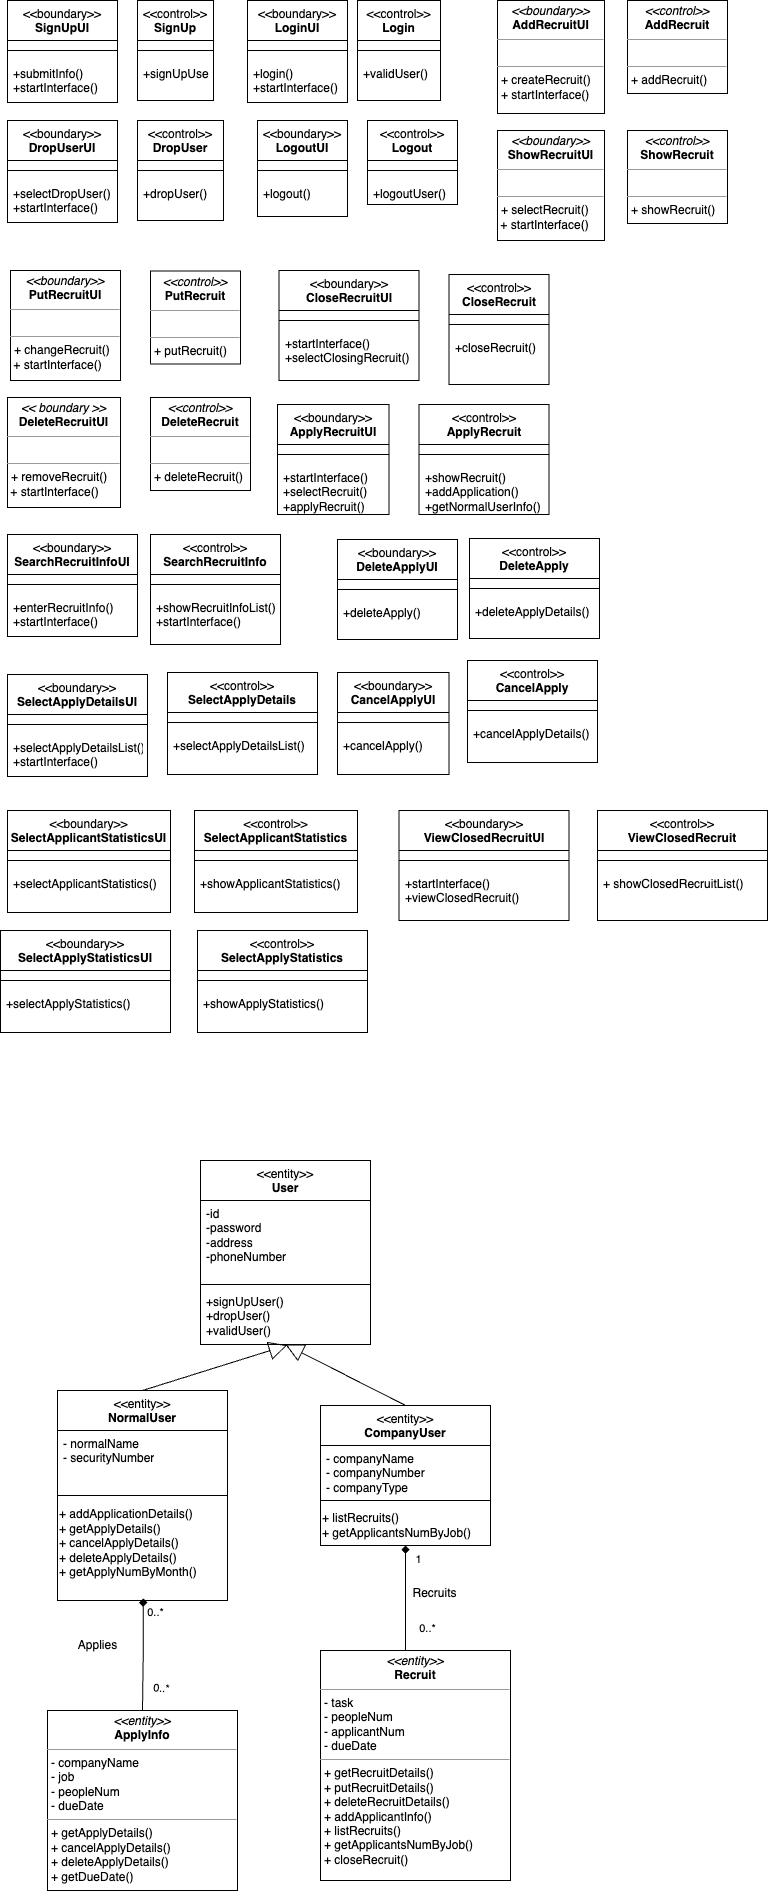 <<boundary>>
SignUpUI
+submitInfo()
+startInterface()
<<control>>
SignUp
+signUpUse
<<boundary>>
LoginUI
+login()
+startInterface()
<<control>>
Login
+validUser()
<<boundary>>
AddRecruitUI
+ createRecruit()
+ startInterface()
<<control>>
AddRecruit
+ addRecruit()
<<boundary>>
DropUserUI
+selectDropUser()
+startInterface()
<<control>>
DropUser
+dropUser()
<<boundary>>
LogoutUI
+logout()
<<control>>
Logout
+logoutUser()
<<boundary>>
ShowRecruitUI
+ selectRecruit()
+ startInterface()
<<control>>
ShowRecruit
+ showRecruit()
<<boundary>>
PutRecruitUI
+ changeRecruit()
+ startInterface()
<<control>>
PutRecruit
+ putRecruit()
<<boundary>>
CloseRecruitUI
+startInterface()
+selectClosingRecruit()
<<control>>
CloseRecruit
+closeRecruit()
<< boundary >>
DeleteRecruitUI
+ removeRecruit()
+ startInterface()
<<control>>
DeleteRecruit
+ deleteRecruit()
<<boundary>>
ApplyRecruitUI
+startInterface()
+selectRecruit()
+applyRecruit()
<<control>>
ApplyRecruit
+showRecruit()
+addApplication()
+getNormalUserInfo()
<<boundary>>
SearchRecruitInfoUI
+enterRecruitInfo()
+startInterface()
<<control>>
SearchRecruitInfo
+showRecruitInfoList()
+startInterface()
<<boundary>>
DeleteApplyUI
+deleteApply()
<<control>>
DeleteApply
+deleteApplyDetails()
<<boundary>>
SelectApplyDetailsUI
+selectApplyDetailsList()
+startInterface()
<<control>>
SelectApplyDetails
+selectApplyDetailsList()
<<boundary>>
CancelApplyUI
+cancelApply()
<<control>>
CancelApply
+cancelApplyDetails()
<<boundary>>
SelectApplicantStatisticsUI
+selectApplicantStatistics()
<<control>>
SelectApplicantStatistics
+showApplicantStatistics()
<<boundary>>
ViewClosedRecruitUI
+startInterface()
+viewClosedRecruit()
<<control>>
ViewClosedRecruit
+ showClosedRecruitList()
<<boundary>>
SelectApplyStatisticsUI
+selectApplyStatistics()
<<control>>
SelectApplyStatistics
+showApplyStatistics()
<<entity>>
User
-id
-password
-address
-phoneNumber
+signUpUser()
+dropUser()
+validUser()
<<entity>>
NormalUser
- normalName
- securityNumber
+ addApplicationDetails()
+ getApplyDetails()
+ cancelApplyDetails()
+ deleteApplyDetails()
+ getApplyNumByMonth()
<<entity>>
CompanyUser
- companyName
- companyNumber
- companyType
+ listRecruits()
+ getApplicantsNumByJob()
0..*
Applies
0..*
1
Recruits
0..*
<<entity>>
ApplyInfo
- companyName
- job
- peopleNum
- dueDate
+ getApplyDetails()
+ cancelApplyDetails()
+ deleteApplyDetails()
+ getDueDate()
<<entity>>
Recruit
- task
- peopleNum
- applicantNum
- dueDate
+ getRecruitDetails()
+ putRecruitDetails()
+ deleteRecruitDetails()
+ addApplicantInfo()
+ listRecruits()
+ getApplicantsNumByJob()
+ closeRecruit()